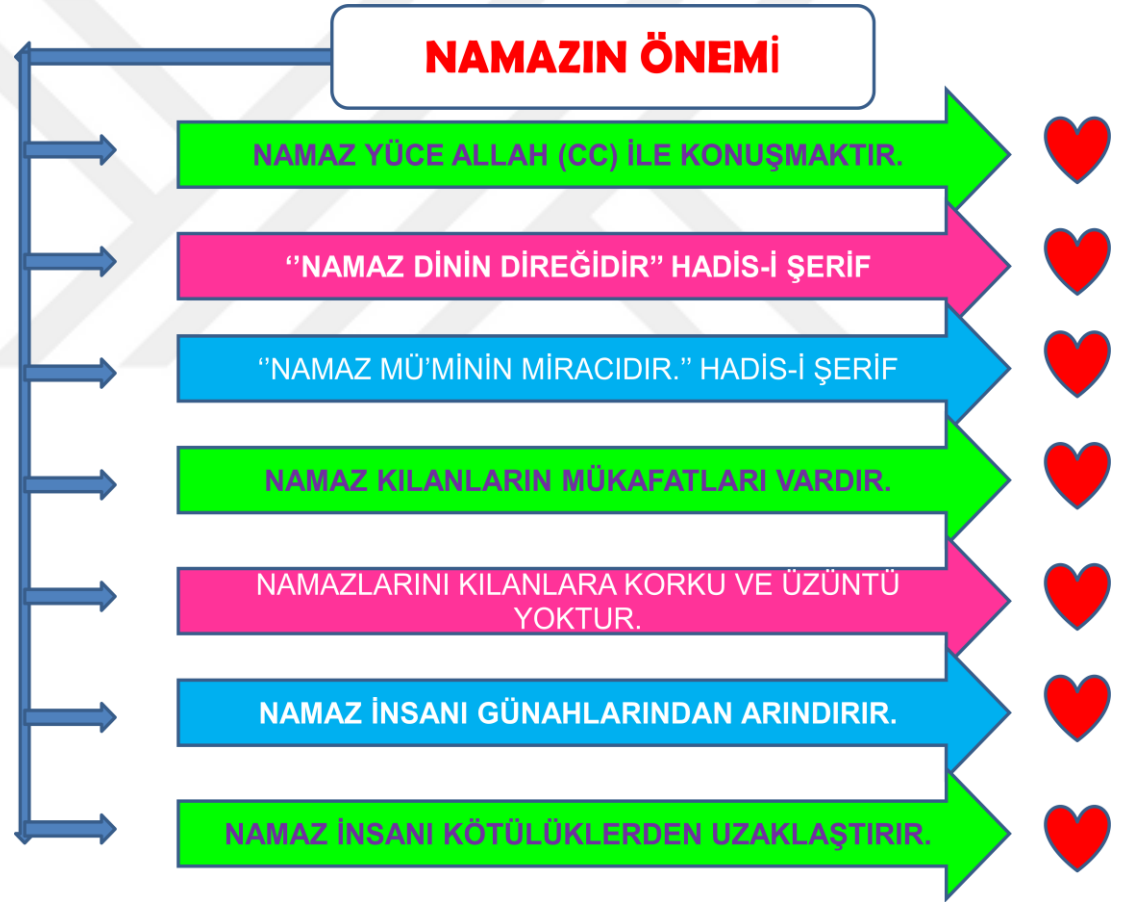 NAMAZIN ÖNEMİ
NAMAZ YÜCE ALLAH (CC) İLE KONUŞMAKTIR.
‘’NAMAZ DİNİN DİREĞİDİR’’ HADİS-İ ŞERİF
‘’NAMAZ MÜ’MİNİN MİRACIDIR.’’ HADİS-İ ŞERİF
NAMAZ KILANLARIN MÜKAFATLARI VARDIR.
NAMAZLARINI KILANLARA KORKU VE ÜZÜNTÜ
YOKTUR.
NAMAZ İNSANI GÜNAHLARINDAN ARINDIRIR.
NAMAZ İNSANI KÖTÜLÜKLERDEN UZAKLAŞTIRIR.